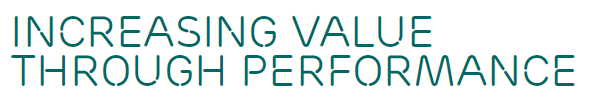 INCREASING VALUE
THROUGH PERFORMANCE